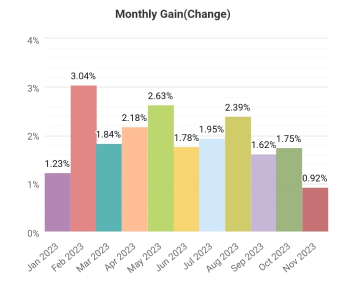 Monthly Gain(Change)
4%
3%
2%
1%
0%
1.23%
3.04%
1.84%
2.18%
2.63%
1.78%
1.95%
2.39%
1.62%
1.75%
0.92%
Jan 2023
Feb 2023
Mar 2023
Apr 2023
May 2023
Jun 2023
Jul 2023
Aug 2023
Sep 2023
Oct 2023
Nov 2023